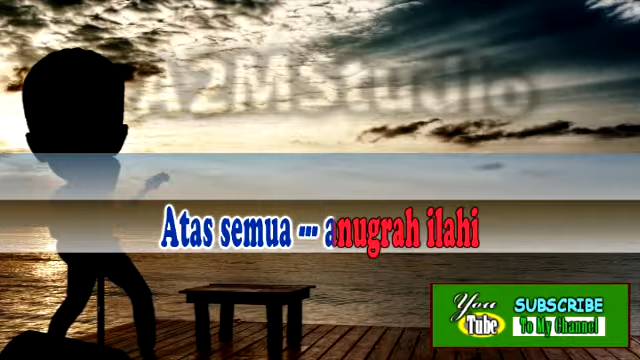 A2MStudio
Atas semua --- anugrah ilahi
You
Tube
SUBSCRIBE
To My Channel